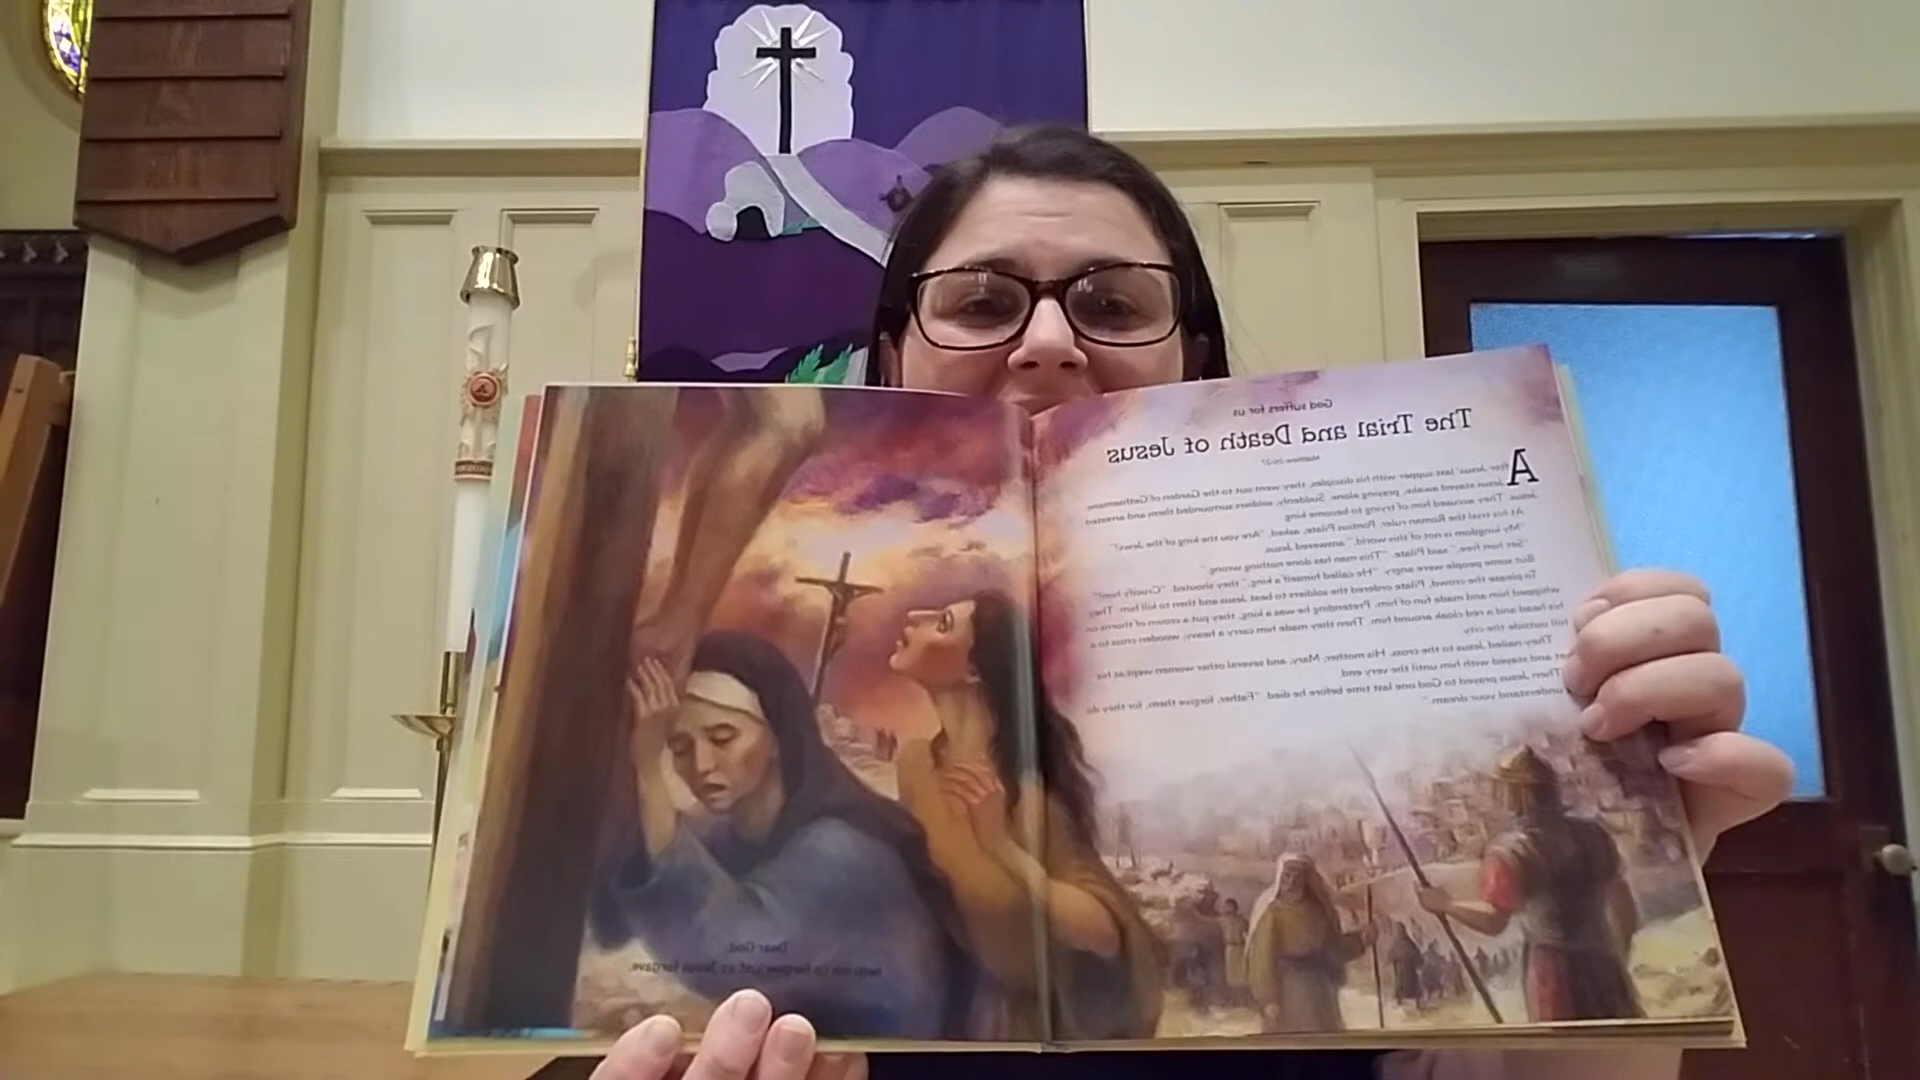 God suffers for us
The Trial and Death of Jesus
Matthew 26-27
After Jesus' last supper with his disciples, they went out to the Garden of Gethsemane.
Jesus stayed awake, praying alone. Suddenly, soldiers surrounded them and arrested
Jesus. They accused him of trying to become king.
At his trial the Roman ruler, Pontius Pilate, asked, "Are you the king of the Jews?"
"My kingdom is not of this world," answered Jesus.
"Set him free," said Pilate. "This man has done nothing wrong."
But some people were angry. "He called himself a king," they shouted. "Crucify him!"
To please the crowd, Pilate ordered the soldiers to beat Jesus and then to kill him. They
whipped him and made fun of him. Pretending he was a king, they put a crown of thorns on
his head and a red cloak around him. Then they made him carry a heavy, wooden cross to a
hill outside the city.
They nailed Jesus to the cross. His mother, Mary, and several other women wept at his
and stayed with him until the very end.
Then Jesus prayed to God one last time before he died. "Father, forgive them, for they do
understand your dream."
Dear God,
help me to forgive just as Jesus forgave.